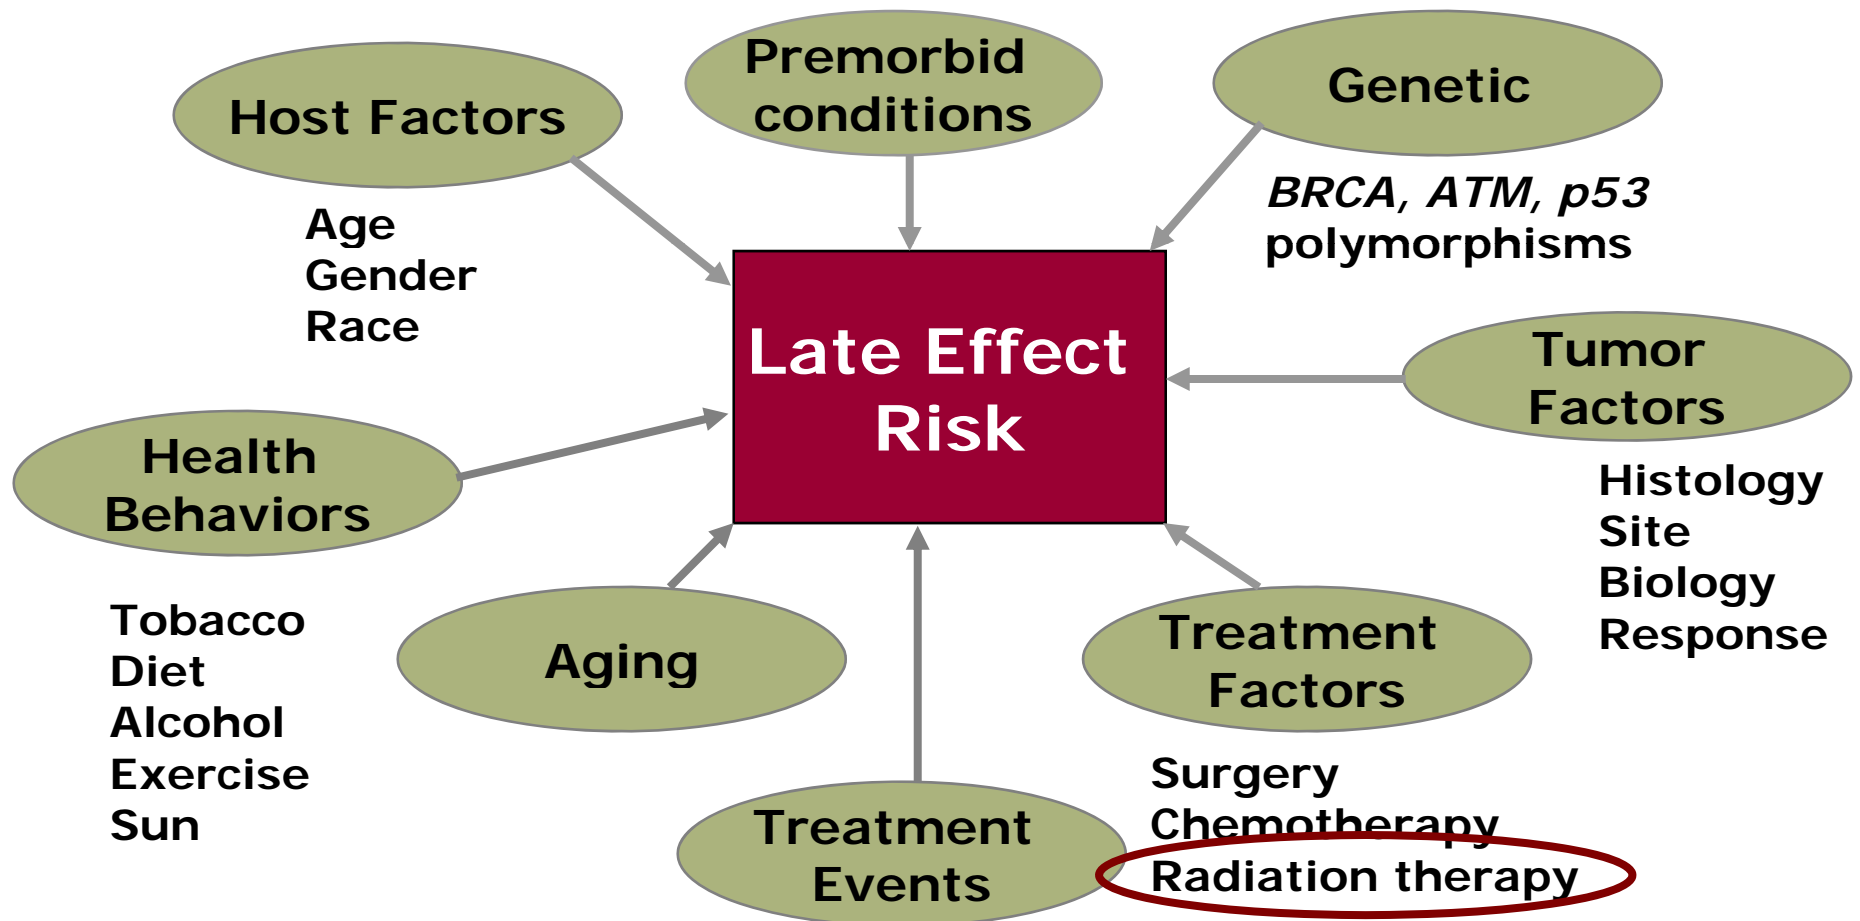 Premorbid
conditions
Genetic
Host Factors
BRCA, ATM, p53
polymorphisms
Age
Gender
Race
Late Effect
Risk
Tumor
Factors
Health
Behaviors
Histology
Site
Biology
Response
Tobacco
Diet
Alcohol
Exercise
Sun
Aging
Treatment
Factors
Surgery
Chemotherapy
Radiation therapy
Treatment
Events